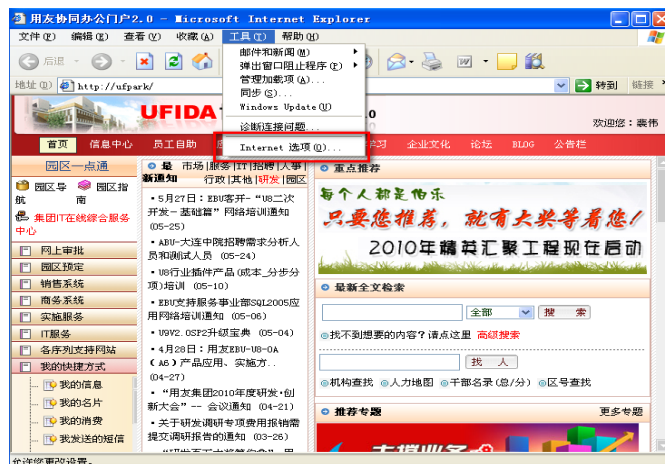 用友协同办公门户2.0 - Microsoft Internet Explorer
文件(F) 编辑(E) 查看(V) 收藏(A) 工具(T) 帮助(H)
后退
邮件和新闻(M)
弹出窗口阻止程序(P)
管理加载项(A)...
同步(S)...
Windows Update(U)
诊断连接问题...
Internet 选项(O)...
地址(D) http://ufpark/ 转到 链接
UFIDA
.0
欢迎您：裴伟
首页 信息中心 员工自助 企业文化 论坛 BLOG 公告栏
园区一点通
园区导航 园区指南
集团IT在线综合服务中心
网上审批
园区预定
销售系统
商务系统
实施服务
IT服务
各序列支持网站
我的快捷方式
我的信息
我的名片
我的消费
我发送的短信
最新通知 市场|服务|IT|招聘|人事|行政|其他|研发|园区
·5月27日：EBU客开-“U8二次
开发－基础篇”网络培训通知
(05-25)
·ABU-大连中院招聘需求分析人
员和测试人员 (05-24)
·U8行业插件产品(成本_分步分
项)培训 (05-10)
·EBU支持服务事业部SQL2005应
用网络培训通知 (05-06)
·U9V2.0SP2升级宝典 (05-04)
·4月28日：用友EBU-U8-OA
(A6)产品应用、实施方..
(04-27)
·“用友集团2010年度研发·创
新大会”-- 会议通知 (04-21)
·关于研发调研专项费用报销需
提交调研报告的通知 (03-26)
重点推荐
每个人都是伯乐
只要您推荐，就有大奖等着您！
2010年精英汇聚工程现在启动
最新全文检索
全部 搜 索
找不到想要的内容？请点这里 高级搜索
找 人
机构查找 人力地图 干部名录(总/分) 区号查找
推荐专题 更多专题
允许您更改设置。